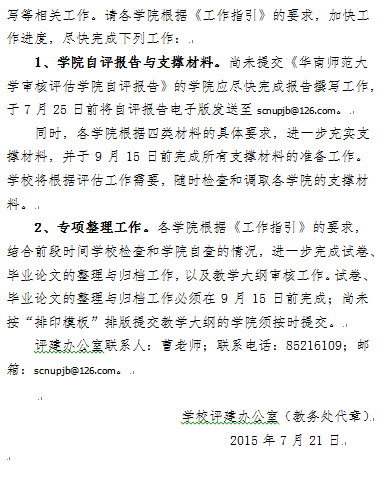 写等相关工作。请各学院根据《工作指引》的要求，加快工
作进度，尽快完成下列工作：
1、学院自评报告与支撑材料。尚未提交《华南师范大
学审核评估学院自评报告》的学院应尽快完成报告撰写工作，
于 7 月 25 日前将自评报告电子版发送至 scnupjb@126.com。
同时，各学院根据四类材料的具体要求，进一步充实支
撑材料，并于 9 月 15 日前完成所有支撑材料的准备工作。
学校将根据评估工作需要，随时检查和调取各学院的支撑材
料。
2、专项整理工作。各学院根据《工作指引》的要求，
结合前段时间学校检查和学院自查的情况，进一步完成试卷、
毕业论文的整理与归档工作，以及教学大纲审核工作。试卷、
毕业论文的整理与归档工作必须在 9 月 15 日前完成；尚未
按“排印模板”排版提交教学大纲的学院须按时提交。
评建办公室联系人：曹老师；联系电话：85216109；邮
箱：scnupjb@126.com。
学校评建办公室（教务处代章）
2015 年 7 月 21 日